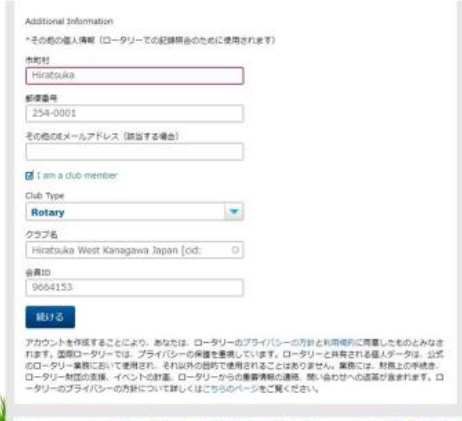 Additional Information
*その他の個人情報（ロータリーでの記録照合のために使用されます）
市町村
Hiratsuka
郵便番号
254-0001
その他のEメールアドレス（該当する場合）
I am a club member
Club Type
Rotary
クラブ名
Hiratsuka West Kanagawa Japan [cid:
会員ID
9664153
続ける
アカウントを作成することにより、あなたは、ロータリーのプライバシーの方針と利用規約に同意したものとみなさ
れます。国際ロータリーでは、プライバシーの保護を重視しています。ロータリーと共有される個人データは、公式
のロータリー業務において使用され、それ以外の目的で使用されることはありません。業務には、財務上の手続き、
ロータリー財団の支援、イベントの計画、ロータリーからの重要情報の連絡、問い合わせへの返答が含まれます。ロ
ータリーのプライバシーの方針について詳しくはこちらのページをご覧ください。